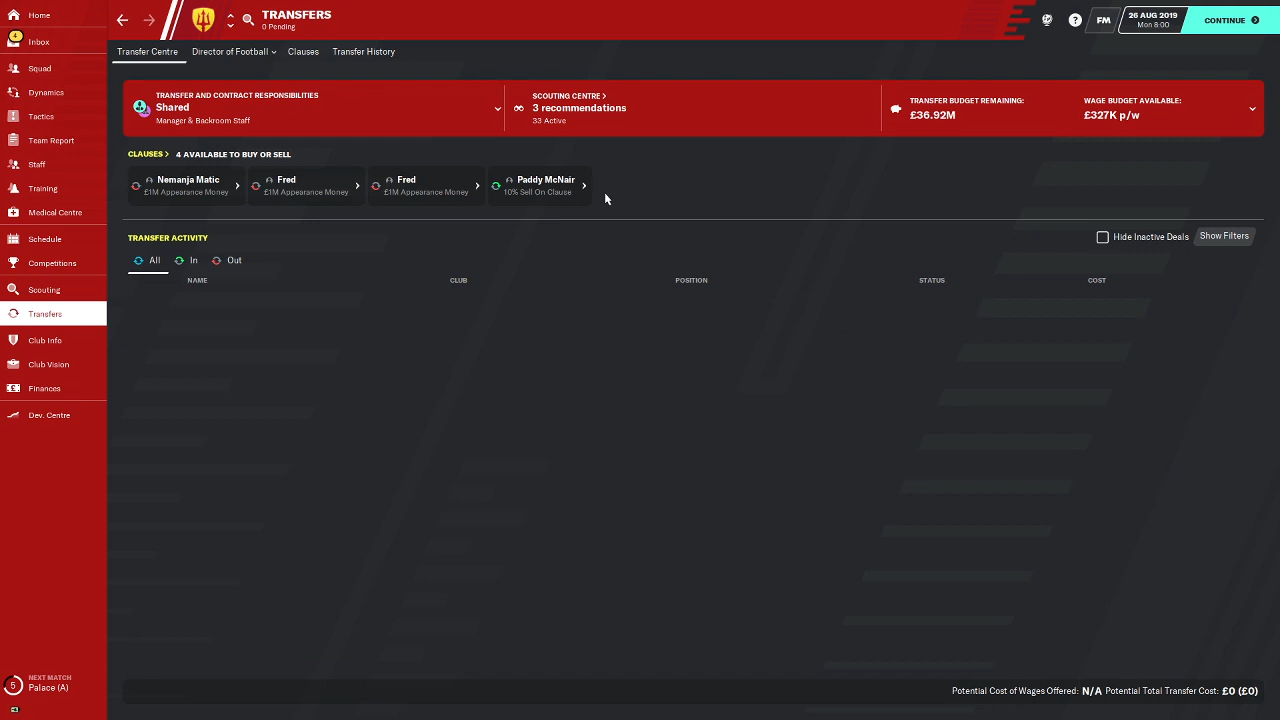 TRANSFERS
0 Pending
FM
26 AUG 2019
Mon 8:00
CONTINUE
Home
4
Inbox
Squad
Dynamics
Tactics
Team Report
Staff
Training
Medical Centre
Schedule
Competitions
Scouting
Transfers
Club Info
Club Vision
Finances
Dev. Centre
5
NEXT MATCH
Palace (A)
Transfer Centre
Director of Football
Clauses
Transfer History
TRANSFER AND CONTRACT RESPONSIBILITIES
Shared
Manager & Backroom Staff
SCOUTING CENTRE >
3 recommendations
33 Active
TRANSFER BUDGET REMAINING:
£36.92M
WAGE BUDGET AVAILABLE:
£327K p/w
CLAUSES > 4 AVAILABLE TO BUY OR SELL
Nemanja Matic
£1M Appearance Money
Fred
£1M Appearance Money
Fred
£1M Appearance Money
Paddy McNair
10% Sell On Clause
TRANSFER ACTIVITY
Hide Inactive Deals
Show Filters
All In Out
NAME CLUB POSITION STATUS COST
Potential Cost of Wages Offered: N/A Potential Total Transfer Cost: £0 (£0)